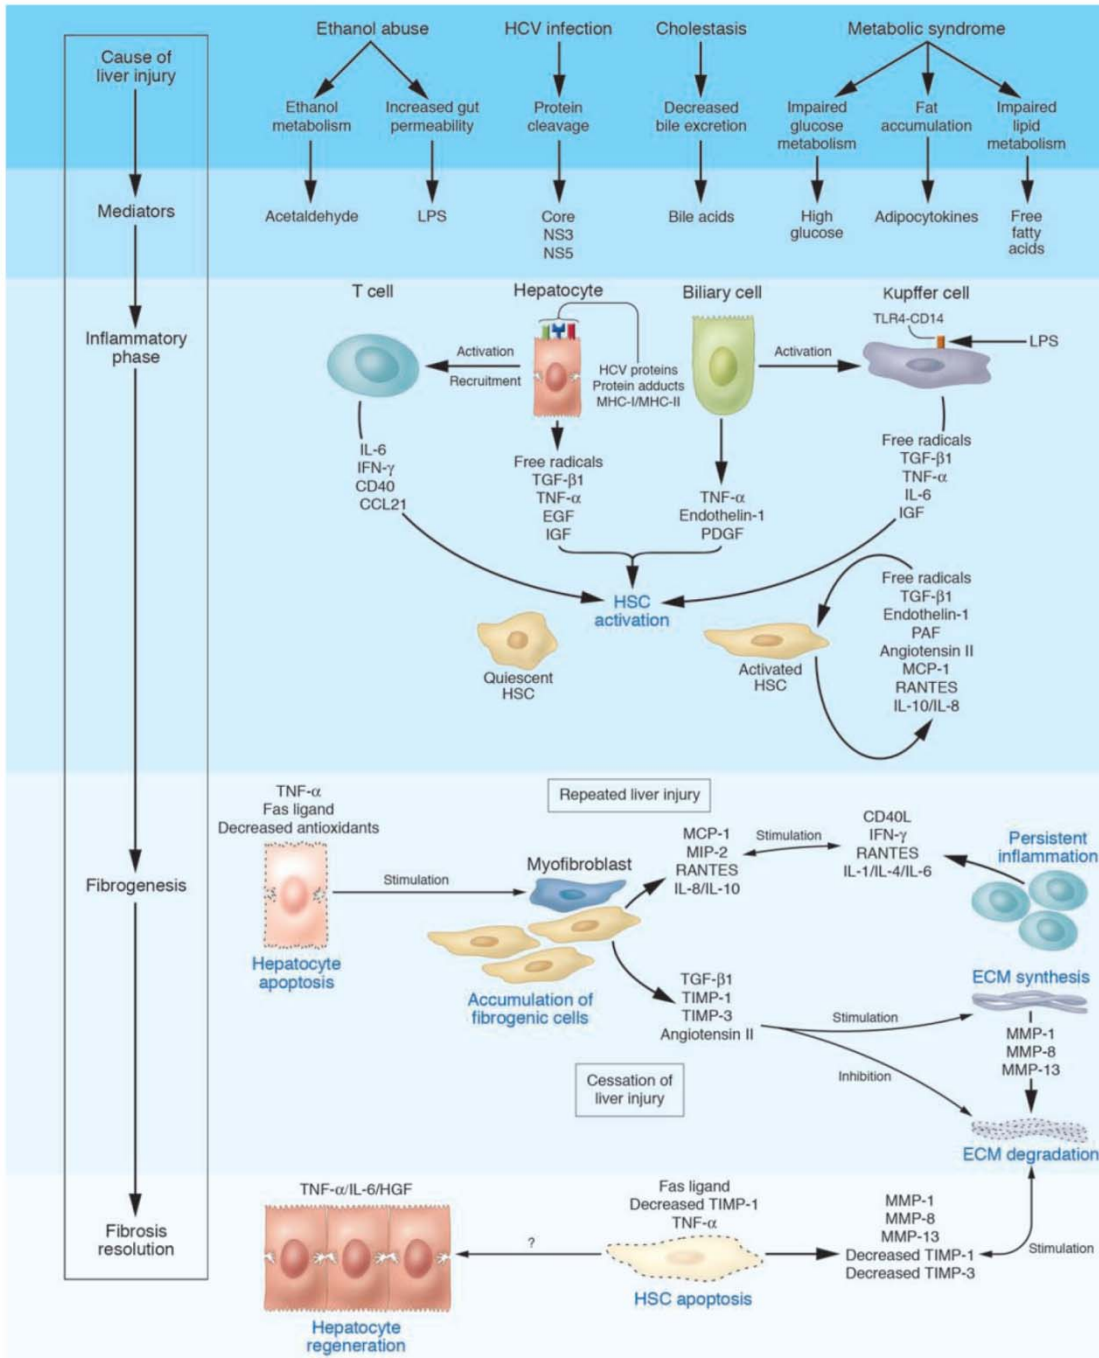 Cause of
liver injury
Mediators
Inflammatory
phase
Fibrogenesis
Fibrosis
resolution
Ethanol abuse
HCV infection
Cholestasis
Metabolic syndrome
Ethanol
metabolism
Increased gut
permeability
Protein
cleavage
Decreased
bile excretion
Impaired
glucose
metabolism
Fat
accumulation
Impaired
lipid
metabolism
Acetaldehyde
LPS
Core
NS3
NS5
Bile acids
High
glucose
Adipocytokines
Free
fatty
acids
T cell
Hepatocyte
Biliary cell
Kupffer cell
TLR4-CD14
LPS
Activation
Recruitment
HCV proteins
Protein adducts
MHC-I/MHC-II
Activation
IL-6
IFN-γ
CD40
CCL21
Free radicals
TGF-β1
TNF-α
EGF
IGF
TNF-α
Endothelin-1
PDGF
Free radicals
TGF-β1
TNF-α
IL-6
IGF
HSC
activation
Quiescent
HSC
Activated
HSC
Free radicals
TGF-β1
Endothelin-1
PAF
Angiotensin II
MCP-1
RANTES
IL-10/IL-8
Repeated liver injury
TNF-α
Fas ligand
Decreased antioxidants
Stimulation
Hepatocyte
apoptosis
Myofibroblast
Accumulation of
fibrogenic cells
MCP-1
MIP-2
RANTES
IL-8/IL-10
Stimulation
CD40L
IFN-γ
RANTES
IL-1/IL-4/IL-6
Persistent
inflammation
TGF-β1
TIMP-1
TIMP-3
Angiotensin II
Stimulation
Inhibition
ECM synthesis
MMP-1
MMP-8
MMP-13
ECM degradation
Cessation of
liver injury
TNF-α/IL-6/HGF
Hepatocyte
regeneration
?
Fas ligand
Decreased TIMP-1
TNF-α
HSC apoptosis
MMP-1
MMP-8
MMP-13
Decreased TIMP-1
Decreased TIMP-3
Stimulation